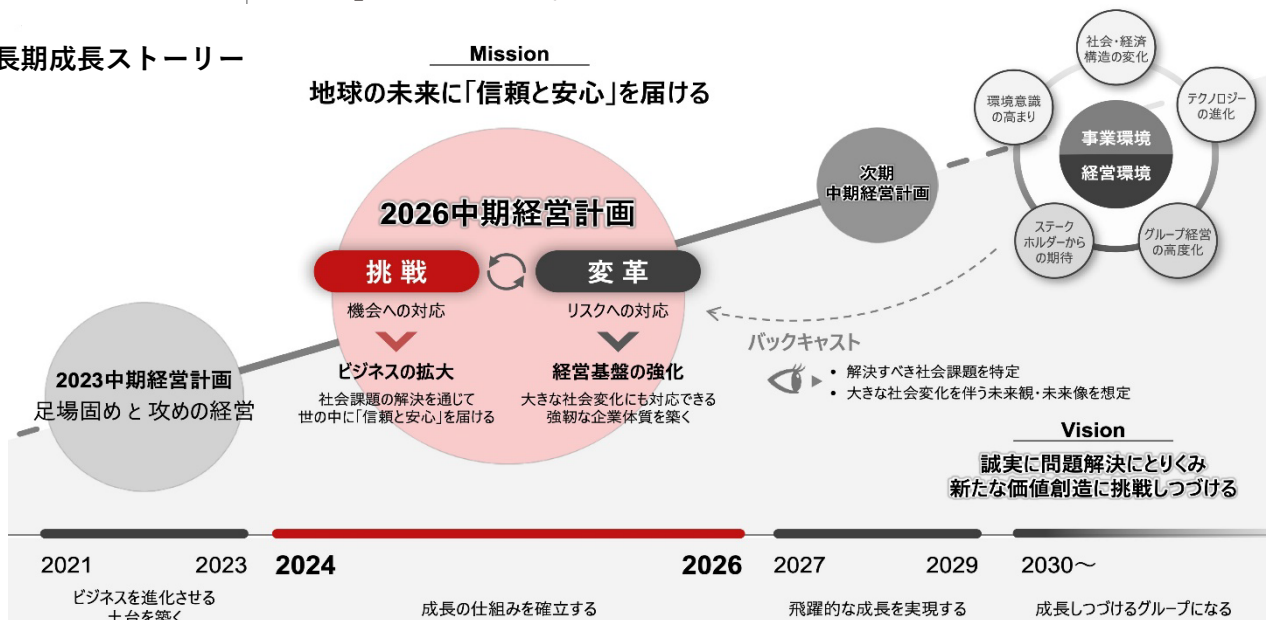 長期成長ストーリー
Mission
地球の未来に「信頼と安心」を届ける
社会・経済
構造の変化
環境意識
の高まり
テクノロジー
の進化
事業環境
経営環境
ステーク
ホルダーから
の期待
グループ経営
の高度化
次期
中期経営計画
2026中期経営計画
挑戦
変革
機会への対応
リスクへの対応
ビジネスの拡大
経営基盤の強化
社会課題の解決を通じて
世の中に「信頼と安心」を届ける
大きな社会変化にも対応できる
強靭な企業体質を築く
2023中期経営計画
足場固めと攻めの経営
バックキャスト
• 解決すべき社会課題を特定
• 大きな社会変化を伴う未来観・未来像を想定
Vision
誠実に問題解決にとりくみ
新たな価値創造に挑戦しつづける
2021
2023
2024
2026
2027
2029
2030～
ビジネスを進化させる
土台を築く
成長の仕組みを確立する
飛躍的な成長を実現する
成長しつづけるグループになる